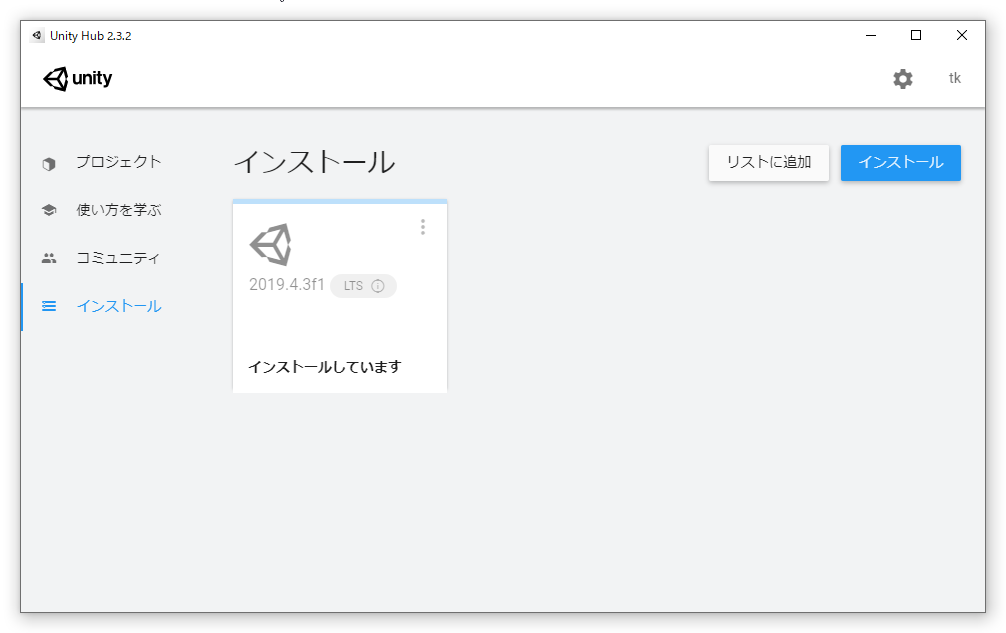 。
Unity Hub 2.3.2
unity
tk
プロジェクト
使い方を学ぶ
コミュニティ
インストール
インストール
リストに追加
インストール
2019.4.3f1 LTS
インストールしています